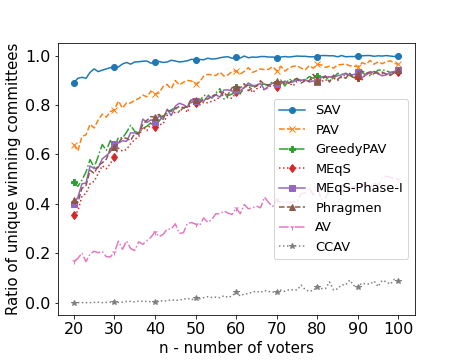 Ratio of unique winning committees
1.0
0.8
0.6
0.4
0.2
0.0
SAV
PAV
GreedyPAV
MEqS
MEqS-Phase-I
Phragmen
AV
CCAV
20 30 40 50 60 70 80 90 100
n - number of voters